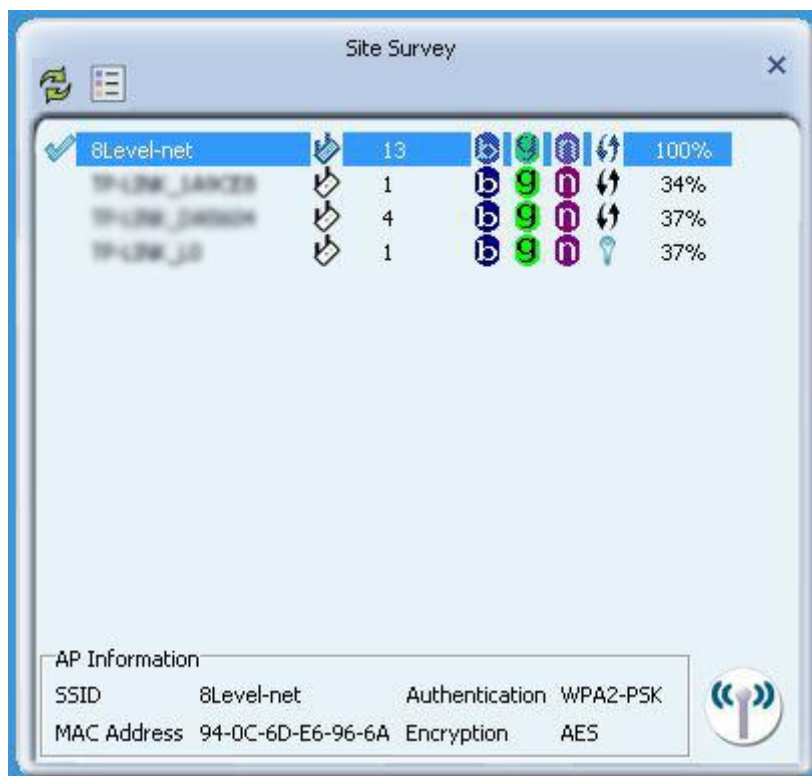 Site Survey
8Level-net 13 b g n 100%
1 b g n 34%
4 b g n 37%
1 b g n 37%
AP Information
SSID 8Level-net Authentication WPA2-PSK
MAC Address 94-0C-6D-E6-96-6A Encryption AES